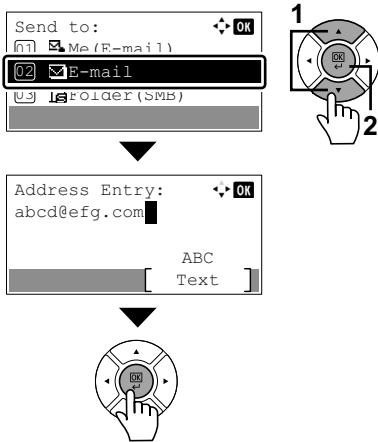 Send to: OK
01 Me(E-mail)
02 E-mail
03 Folder(SMB)
1
OK
2
Address Entry: OK
abcd@efg.com
ABC
[ Text ]
OK